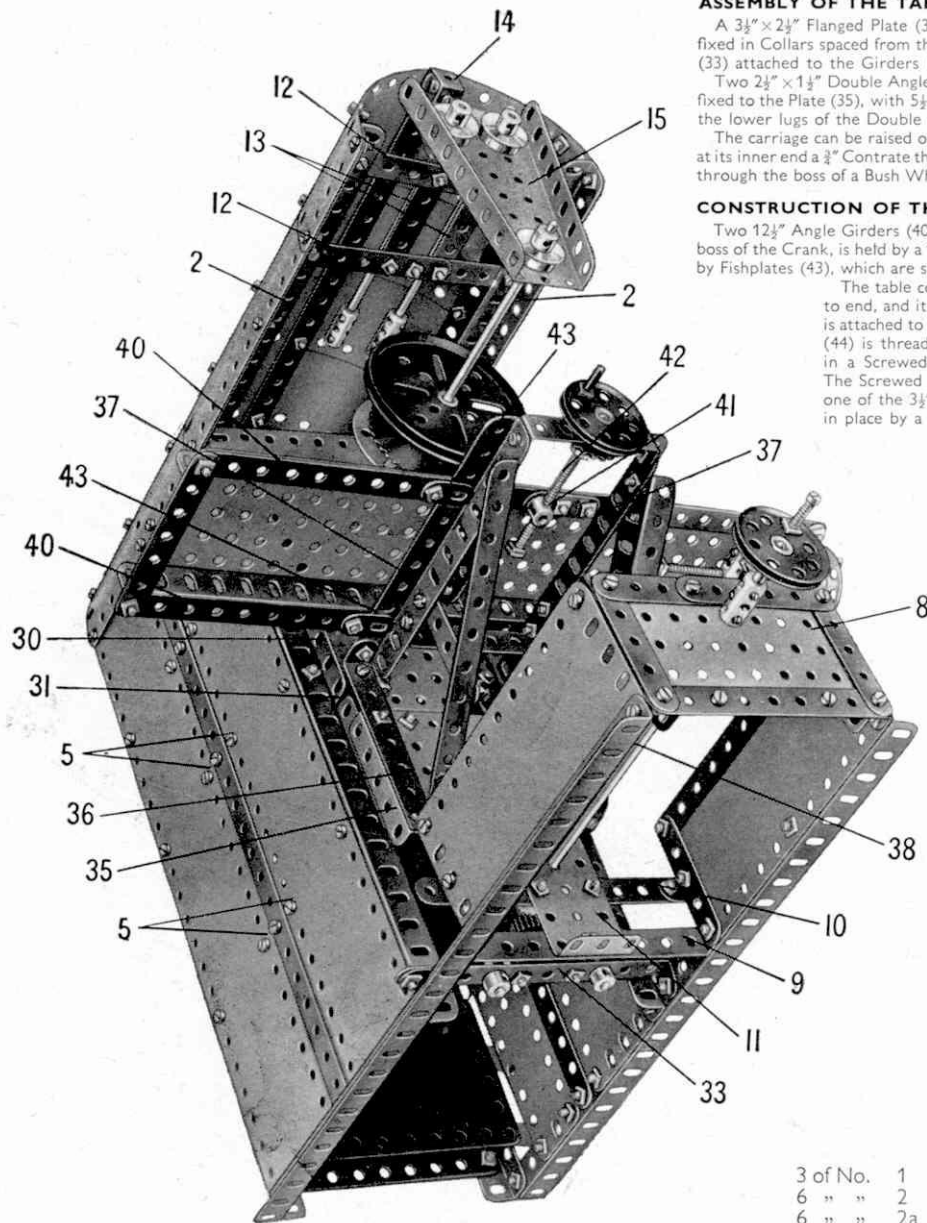 ASSEMBLY OF THE TA
A 3½″ × 2½″ Flanged Plate (3
fixed in Collars spaced from th
(33) attached to the Girders
Two 2½″ × 1½″ Double Angle
fixed to the Plate (35), with 5½
the lower lugs of the Double
The carriage can be raised o
at its inner end a ¾″ Contrate th
through the boss of a Bush Wh
CONSTRUCTION OF TH
Two 12½″ Angle Girders (40
boss of the Crank, is held by a
by Fishplates (43), which are s
The table co
to end, and it
is attached to
(44) is thread
in a Screwed
The Screwed
one of the 3½
in place by a
14
12
13
15
12
2
2
40
43
42
37
41
43
37
40
8
30
31
5
36
38
35
10
5
9
11
33
3 of No. 1
6 „ „ 2
6 „ „ 2a